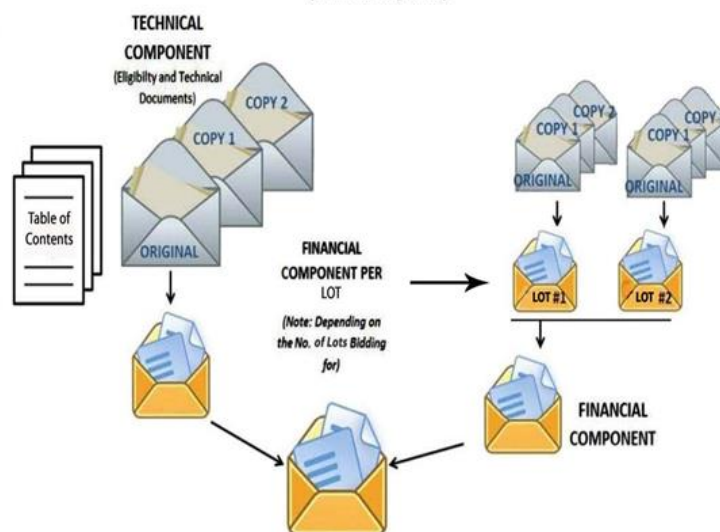 TECHNICAL
COMPONENT
(Eligibilty and Technical
Documents)
COPY 2
COPY 1
ORIGINAL
Table of
Contents
FINANCIAL
COMPONENT PER
LOT
(Note: Depending on
the No. of Lots Bidding
for)
COPY 2
COPY 1
ORIGINAL
COPY
COPY 1
ORIGINAL
LOT #1
LOT #2
FINANCIAL
COMPONENT